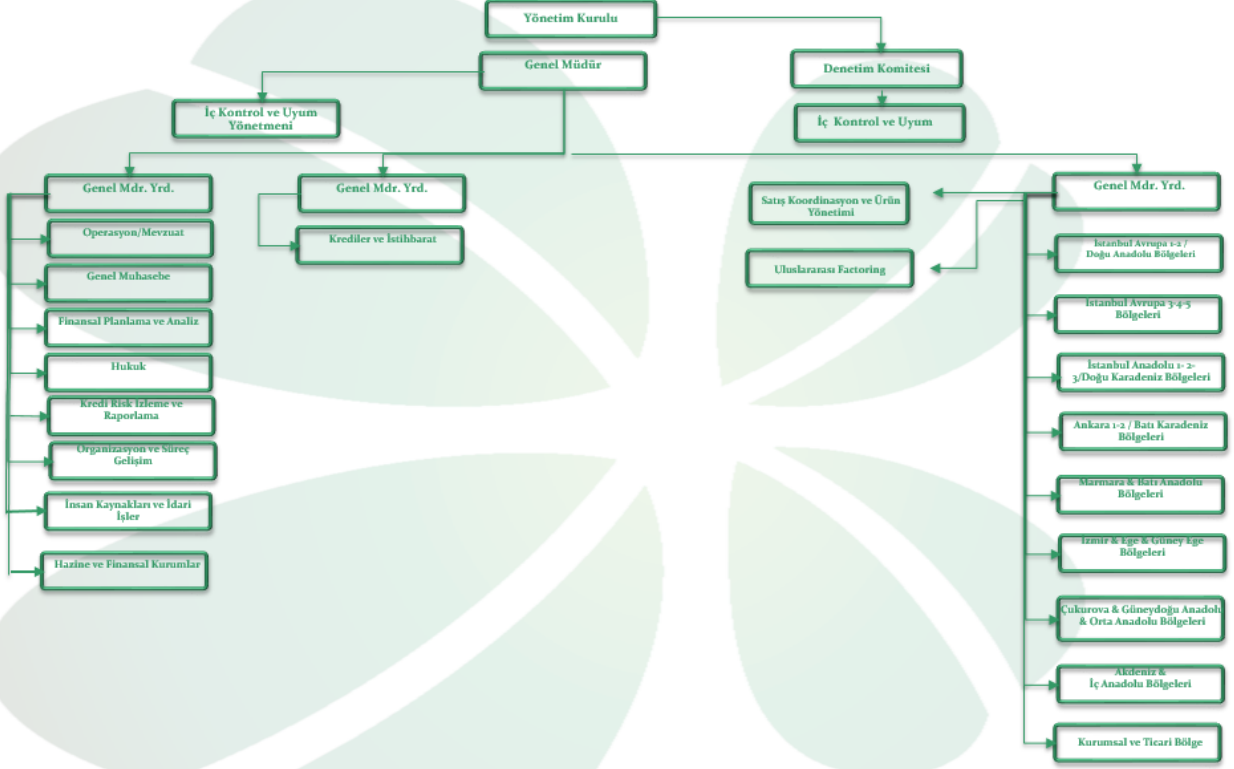 Yönetim Kurulu
Genel Müdür
Denetim Komitesi
İç Kontrol ve Uyum
Yönetmeni
İç Kontrol ve Uyum
Genel Mdr. Yrd.
Operasyon/Mevzuat
Genel Muhasebe
Finansal Planlama ve Analiz
Hukuk
Kredi Risk İzleme ve
Raporlama
Organizasyon ve Süreç
Gelişim
İnsan Kaynakları ve İdari
İşler
Hazine ve Finansal Kurumlar
Genel Mdr. Yrd.
Krediler ve İstihbarat
Satış Koordinasyon ve Ürün
Yönetimi
Uluslararası Factoring
Genel Mdr. Yrd.
İstanbul Avrupa 1-2 /
Doğu Anadolu Bölgeleri
İstanbul Avrupa 3-4-5
Bölgeleri
İstanbul Anadolu 1- 2-
3/Doğu Karadeniz Bölgeleri
Ankara 1-2 / Batı Karadeniz
Bölgeleri
Marmara & Batı Anadolu
Bölgeleri
İzmir & Ege & Güney Ege
Bölgeleri
Çukurova & Güneydoğu Anadolu
& Orta Anadolu Bölgeleri
Akdeniz &
İç Anadolu Bölgeleri
Kurumsal ve Ticari Bölge